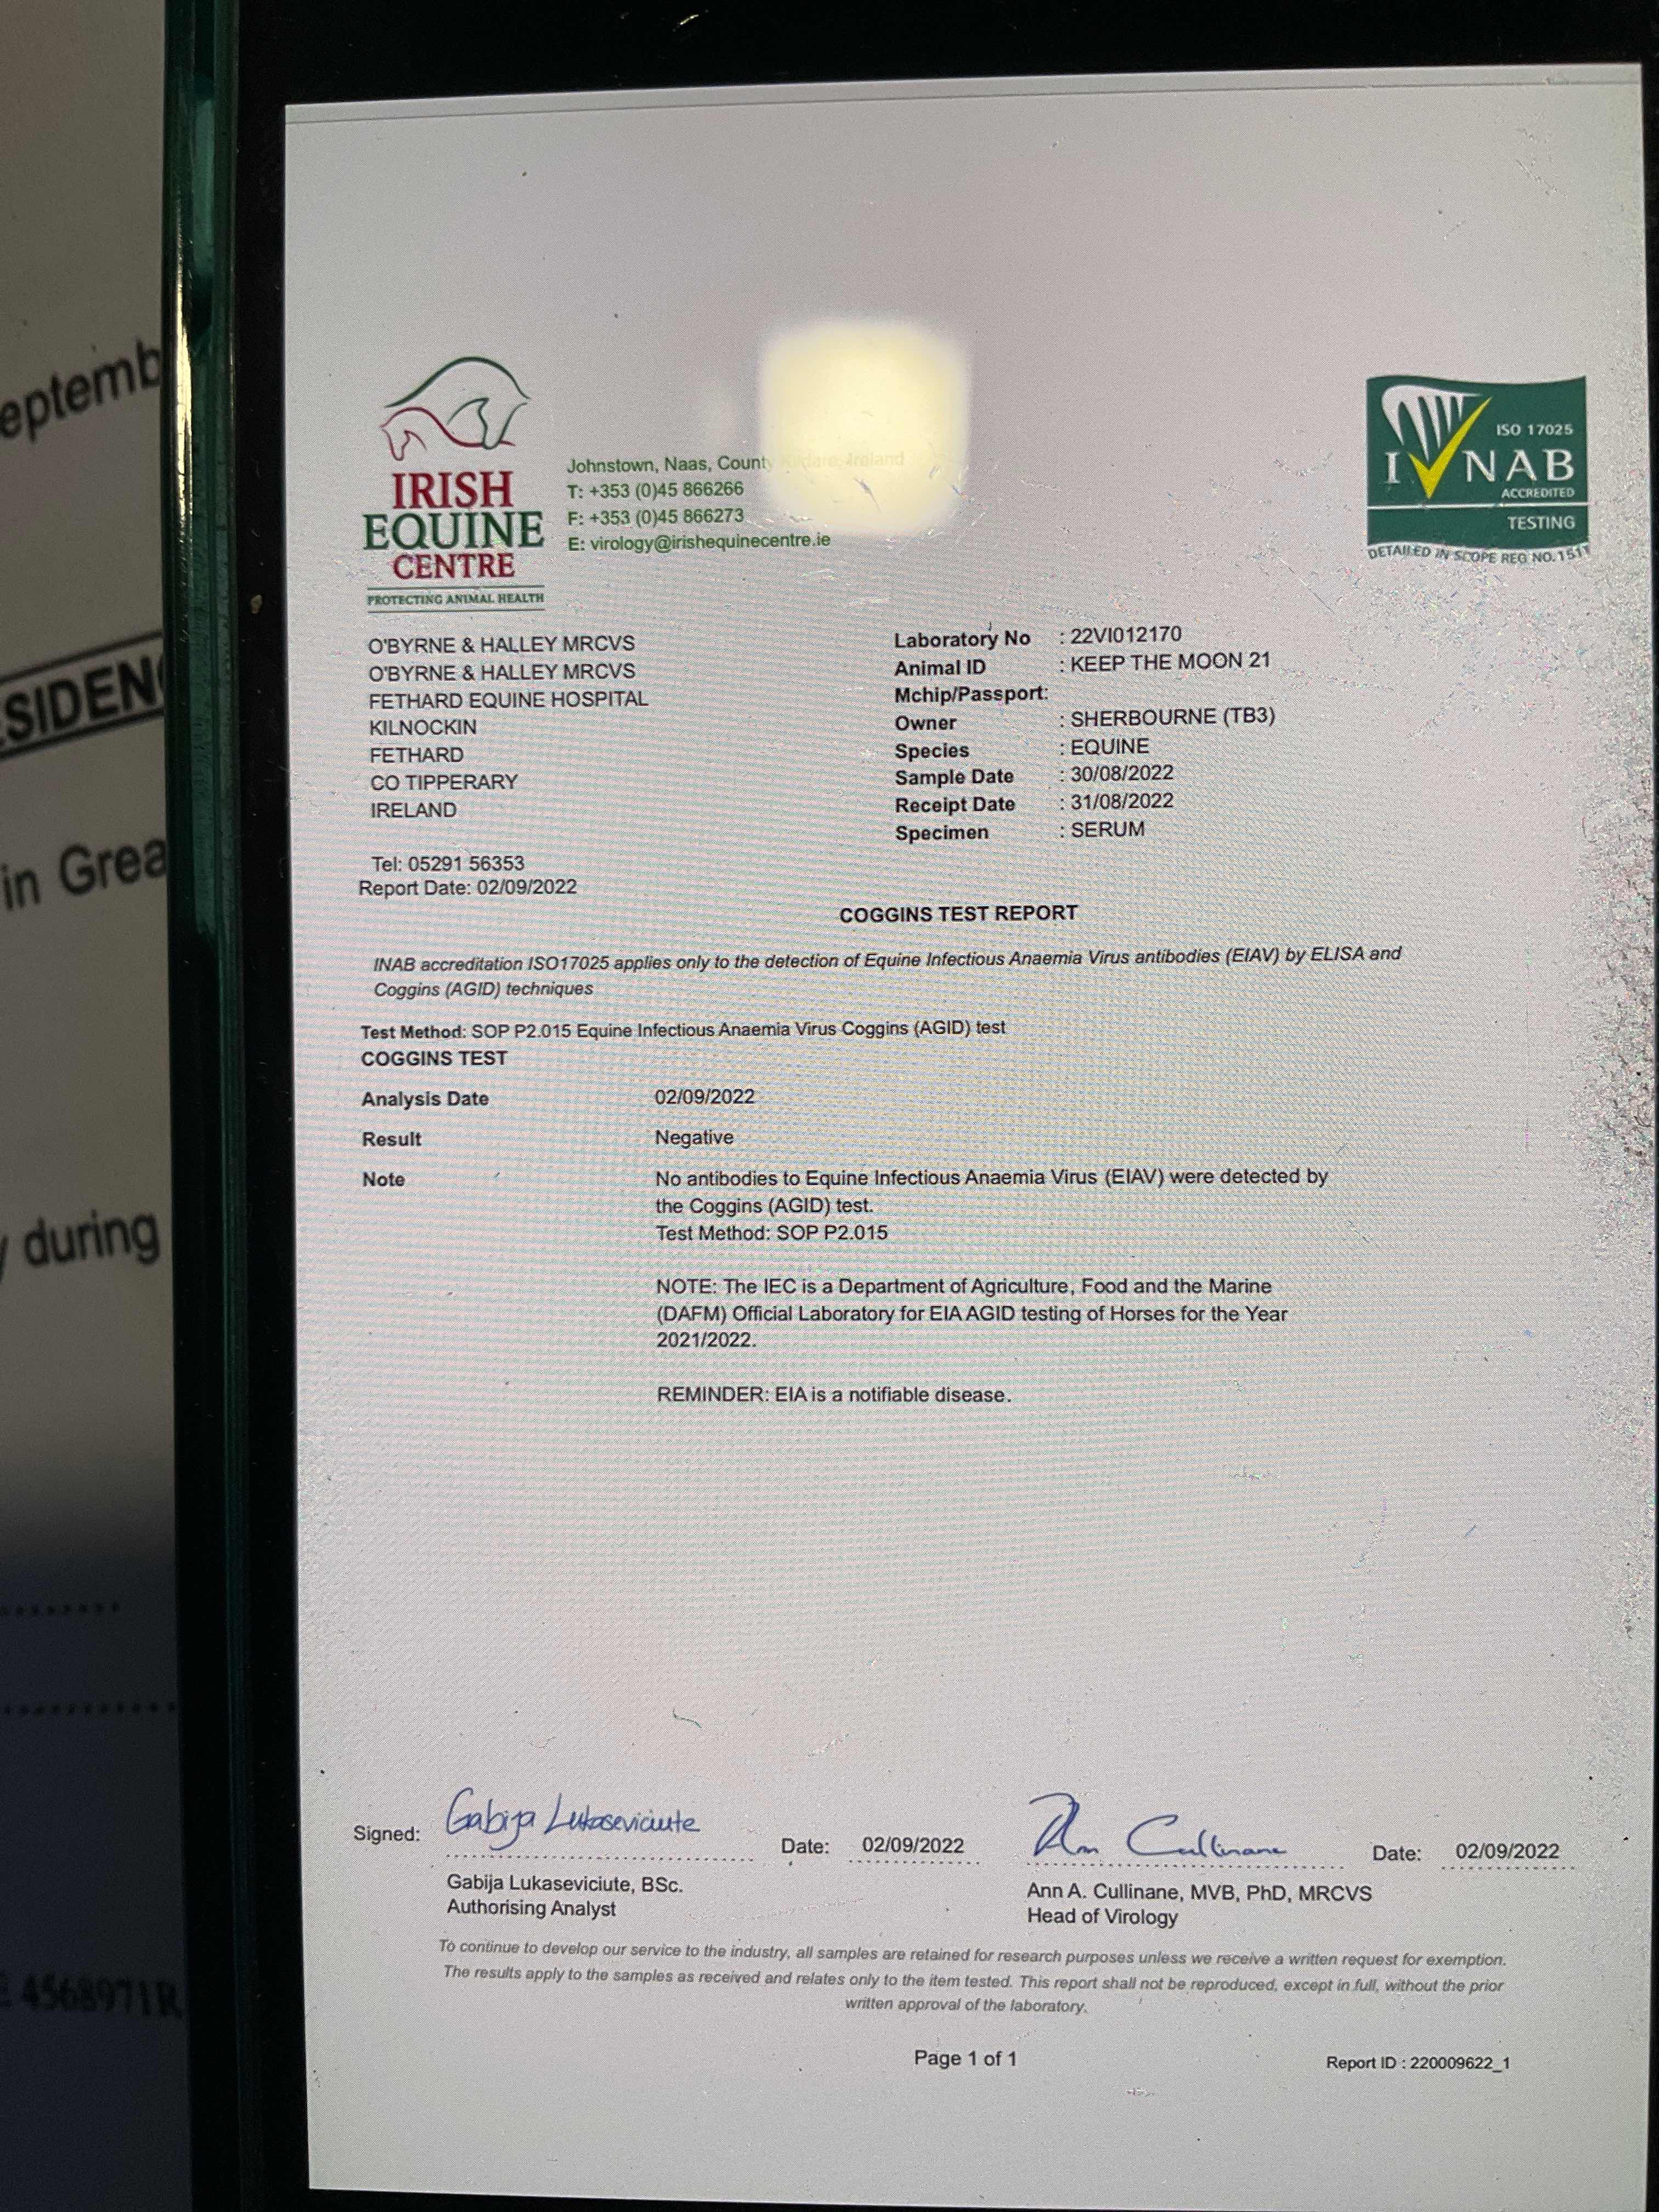 eptemb
SIDEN
in Grea
during
4568971R
IRISH
EQUINE
CENTRE
PROTECTING ANIMAL HEALTH
Johnstown, Naas, County Kildare, Ireland
T: +353 (0)45 866266
F: +353 (0)45 866273
E: virology@irishequinecentre.ie
ISO 17025
INAB
ACCREDITED
TESTING
DETAILED IN SCOPE REG NO. 151T
O'BYRNE & HALLEY MRCVS
O'BYRNE & HALLEY MRCVS
FETHARD EQUINE HOSPITAL
KILNOCKIN
FETHARD
CO TIPPERARY
IRELAND
Tel: 05291 56353
Report Date: 02/09/2022
Laboratory No : 22VI012170
Animal ID : KEEP THE MOON 21
Mchip/Passport:
Owner : SHERBOURNE (TB3)
Species : EQUINE
Sample Date : 30/08/2022
Receipt Date : 31/08/2022
Specimen : SERUM
COGGINS TEST REPORT
INAB accreditation ISO17025 applies only to the detection of Equine Infectious Anaemia Virus antibodies (EIAV) by ELISA and
Coggins (AGID) techniques
Test Method: SOP P2.015 Equine Infectious Anaemia Virus Coggins (AGID) test
COGGINS TEST
Analysis Date 02/09/2022
Result Negative
Note No antibodies to Equine Infectious Anaemia Virus (EIAV) were detected by
the Coggins (AGID) test.
Test Method: SOP P2.015
NOTE: The IEC is a Department of Agriculture, Food and the Marine
(DAFM) Official Laboratory for EIA AGID testing of Horses for the Year
2021/2022.
REMINDER: EIA is a notifiable disease.
Signed: Gabija Lukaseviciute Date: 02/09/2022 Ann Cullinane Date: 02/09/2022
Gabija Lukaseviciute, BSc.
Authorising Analyst
Ann A. Cullinane, MVB, PhD, MRCVS
Head of Virology
To continue to develop our service to the industry, all samples are retained for research purposes unless we receive a written request for exemption.
The results apply to the samples as received and relates only to the item tested. This report shall not be reproduced, except in full, without the prior
written approval of the laboratory.
Page 1 of 1
Report ID : 220009622_1